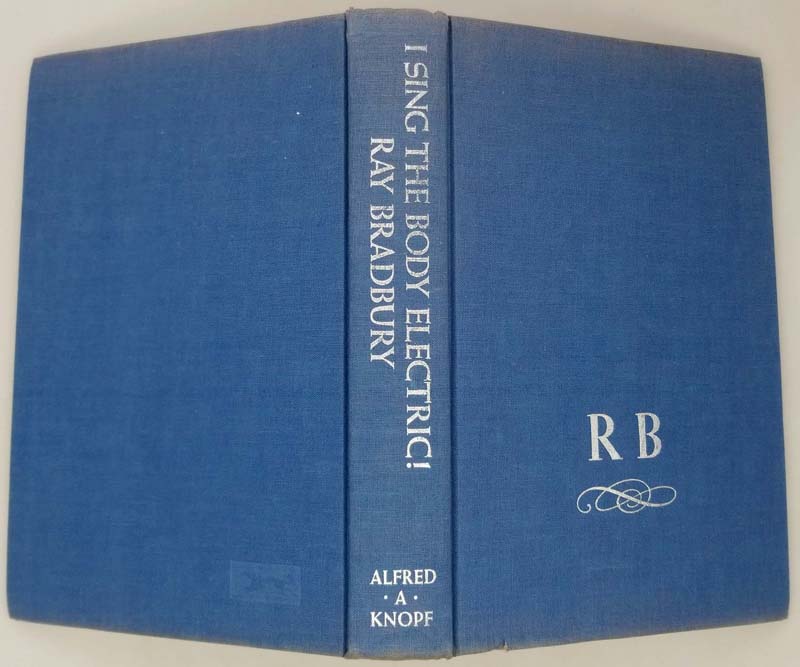 I SING THE BODY ELECTRIC!
RAY BRADBURY
ALFRED
· A ·
KNOPF
R B